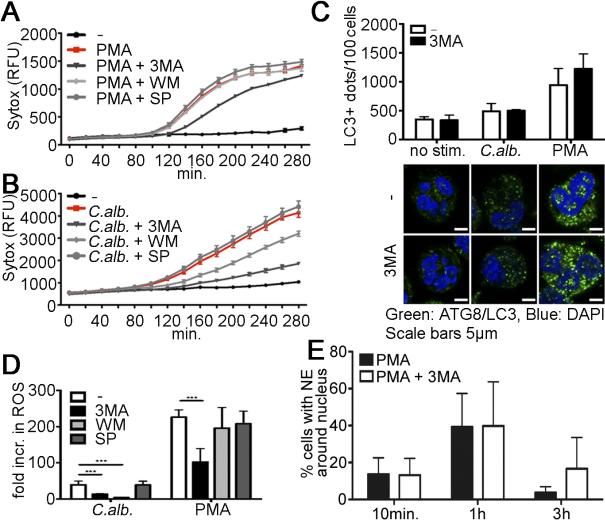 A
Sytox (RFU)
2000
1500
1000
500
0
-
PMA
PMA + 3MA
PMA + WM
PMA + SP
0 40 80 120 160 200 240 280
min.
B
Sytox (RFU)
5000
4000
3000
2000
1000
0
-
C.alb.
C.alb. + 3MA
C.alb. + WM
C.alb. + SP
0 40 80 120 160 200 240 280
min.
C
LC3+ dots/100 cells
2000
1500
1000
500
0
-
3MA
no stim. C.alb. PMA
-
3MA
Green: ATG8/LC3, Blue: DAPI
Scale bars 5µm
D
fold incr. in ROS
300
200
100
0
-
3MA
WM
SP
***
***
***
C.alb. PMA
E
% cells with NE
around nucleus
80
60
40
20
0
PMA
PMA + 3MA
10min. 1h 3h